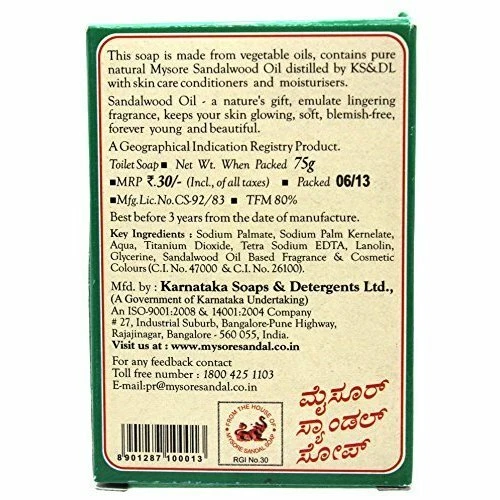 This soap is made from vegetable oils, contains pure
natural Mysore Sandalwood Oil distilled by KS&DL
with skin care conditioners and moisturisers.
Sandalwood Oil - a nature's gift, emulate lingering
fragrance, keeps your skin glowing, soft, blemish-free,
forever young and beautiful.
A Geographical Indication Registry Product.
Toilet Soap ■ Net Wt. When Packed 75g
■ MRP ₹.30/- (Incl., of all taxes) ■ Packed 06/13
■ Mfg.Lic.No.CS-92/83 ■ TFM 80%
Best before 3 years from the date of manufacture.
Key Ingredients : Sodium Palmate, Sodium Palm Kernelate,
Aqua, Titanium Dioxide, Tetra Sodium EDTA, Lanolin,
Glycerine, Sandalwood Oil Based Fragrance & Cosmetic
Colours (C.I. No. 47000 & C.I. No. 26100).
Mfd. by : Karnataka Soaps & Detergents Ltd.,
(A Government of Karnataka Undertaking)
An ISO-9001:2008 & 14001:2004 Company
# 27, Industrial Suburb, Bangalore-Pune Highway,
Rajajinagar, Bangalore - 560 055, India.
Visit us at : www.mysoresandal.co.in
For any feedback contact
Toll free number : 1800 425 1103
E-mail:pr@mysoresandal.co.in
8 901287 100013
FROM THE HOUSE OF
MYSORE SANDAL SOAP
RGI No.30
ಮೈಸೂರ್
ಸ್ಯಾಂಡಲ್
ಸೋಪ್